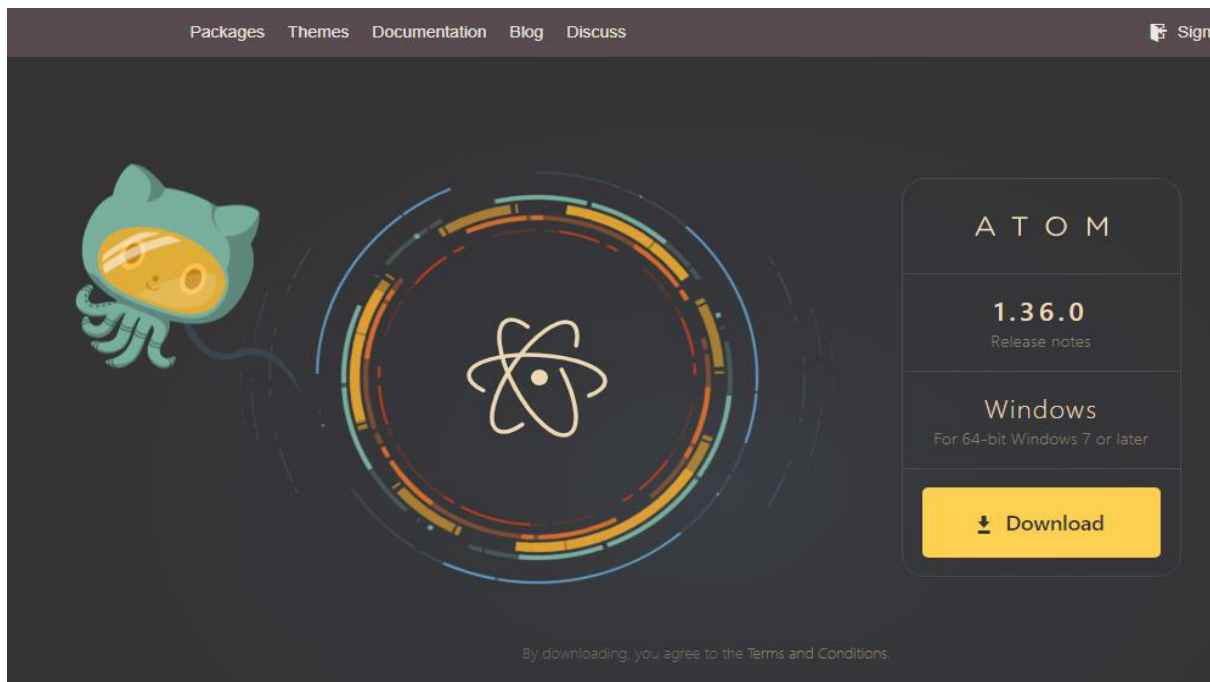 Packages Themes Documentation Blog Discuss Sign
ATOM
1.36.0
Release notes
Windows
For 64-bit Windows 7 or later
Download
By downloading, you agree to the Terms and Conditions.